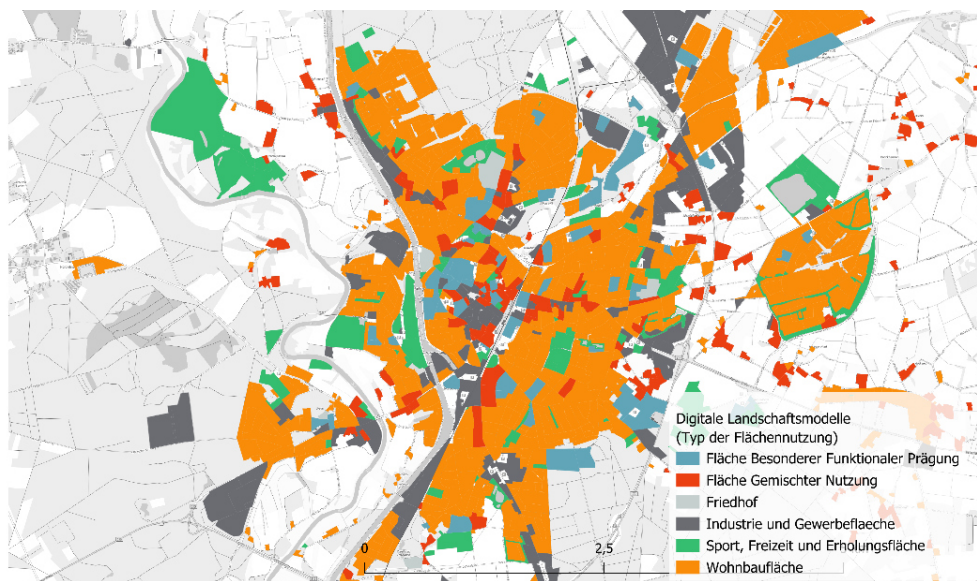 Digitale Landschaftsmodelle
(Typ der Flächennutzung)
Fläche Besonderer Funktionaler Prägung
Fläche Gemischter Nutzung
Friedhof
Industrie und Gewerbeflaeche
Sport, Freizeit und Erholungsfläche
Wohnbaufläche
0
2,5